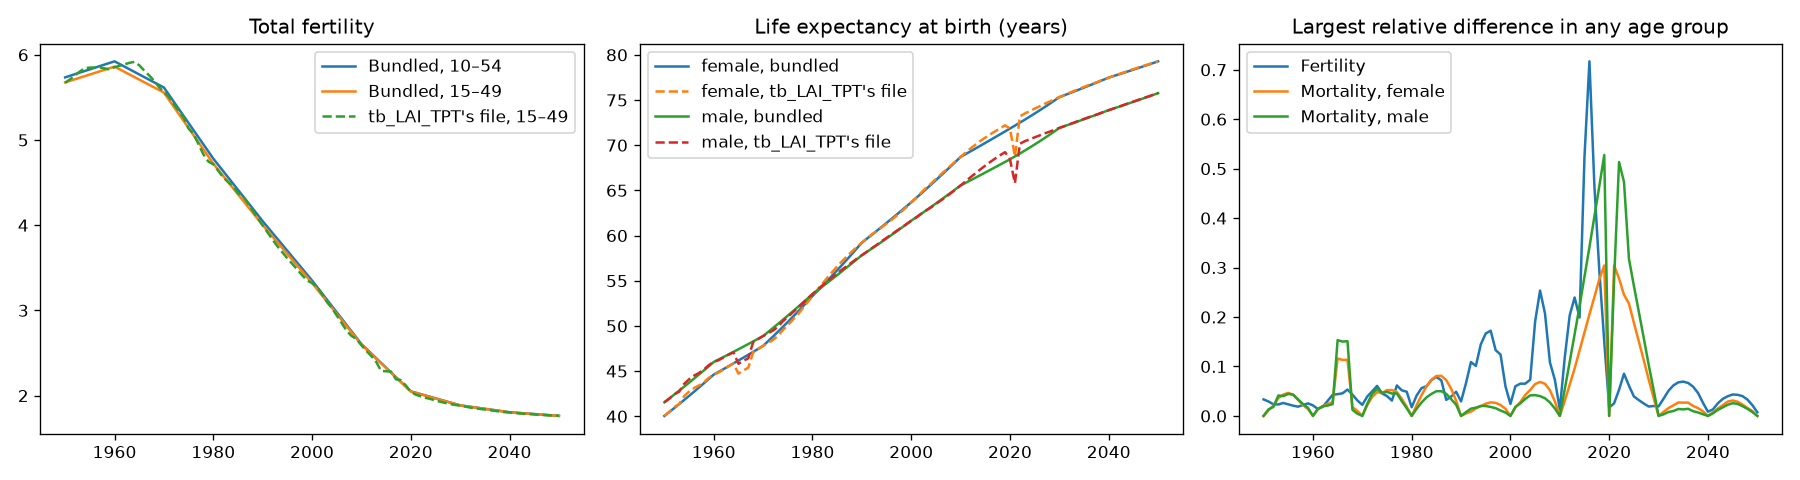 Total fertility
6
5
4
3
2
1960
1980
2000
2020
2040
Bundled, 10–54
Bundled, 15–49
tb_LAI_TPT's file, 15–49
Life expectancy at birth (years)
80
75
70
65
60
55
50
45
40
1960
1980
2000
2020
2040
female, bundled
female, tb_LAI_TPT's file
male, bundled
male, tb_LAI_TPT's file
Largest relative difference in any age group
0.7
0.6
0.5
0.4
0.3
0.2
0.1
0.0
1960
1980
2000
2020
2040
Fertility
Mortality, female
Mortality, male